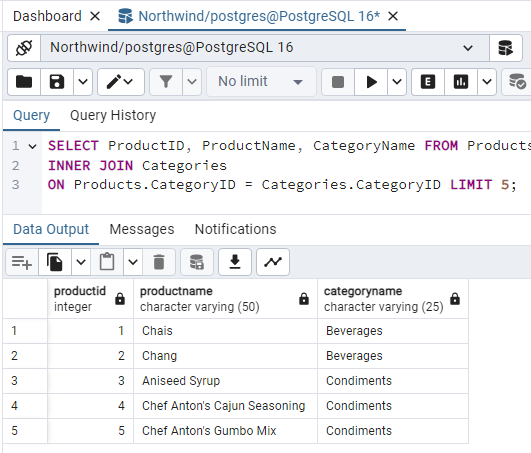 Dashboard × Northwind/postgres@PostgreSQL 16* ×
Northwind/postgres@PostgreSQL 16
No limit
E
Query Query History
1 SELECT ProductID, ProductName, CategoryName FROM Products
2 INNER JOIN Categories
3 ON Products.CategoryID = Categories.CategoryID LIMIT 5;
Data Output Messages Notifications
productid productname categoryname
integer character varying (50) character varying (25)
1 1 Chais Beverages
2 2 Chang Beverages
3 3 Aniseed Syrup Condiments
4 4 Chef Anton's Cajun Seasoning Condiments
5 5 Chef Anton's Gumbo Mix Condiments